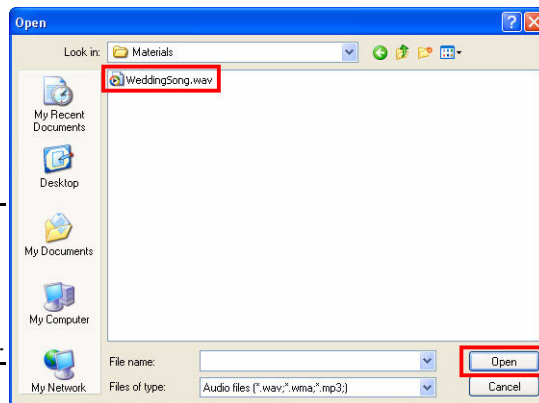 Open
Look in: Materials
WeddingSong.wav
My Recent
Documents
Desktop
My Documents
My Computer
My Network
File name:
Open
Files of type: Audio files (*.wav;*.wma;*.mp3;)
Cancel